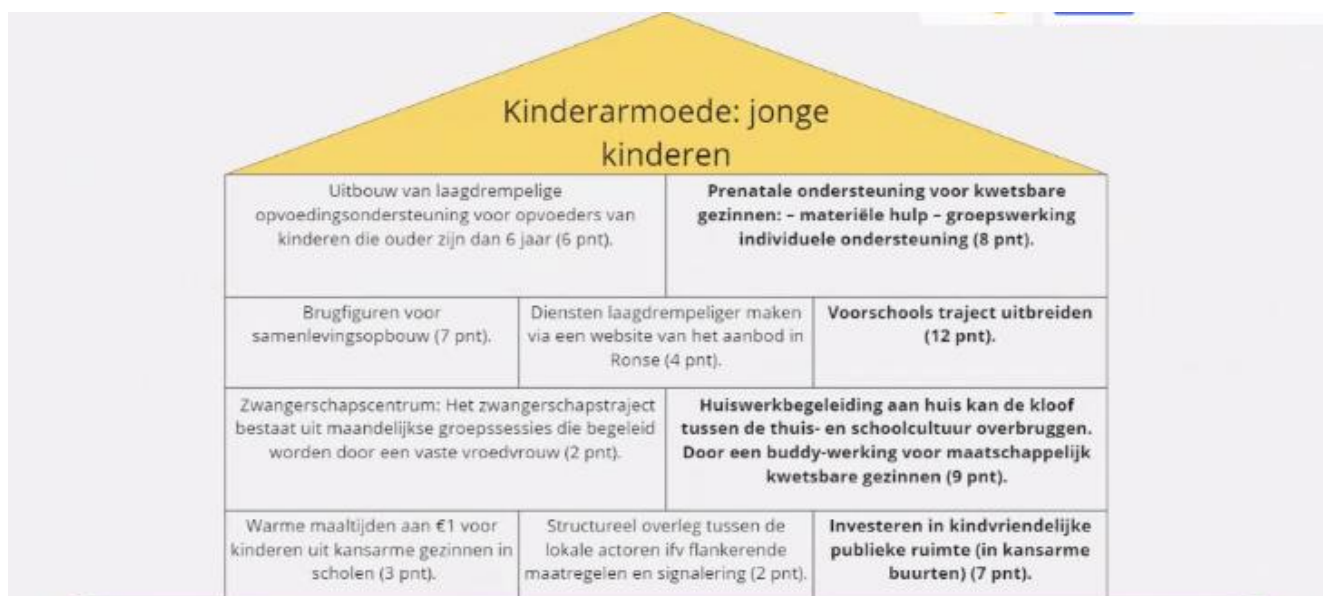 Kinderarmoede: jonge
kinderen
Uitbouw van laagdrempelige
opvoedingsondersteuning voor opvoeders van
kinderen die ouder zijn dan 6 jaar (6 pnt).
Prenatale ondersteuning voor kwetsbare
gezinnen: – materiële hulp – groepswerking
individuele ondersteuning (8 pnt).
Brugfiguren voor
samenlevingsopbouw (7 pnt).
Diensten laagdrempeliger maken
via een website van het aanbod in
Ronse (4 pnt).
Voorschools traject uitbreiden
(12 pnt).
Zwangerschapscentrum: Het zwangerschapstraject
bestaat uit maandelijkse groepssessies die begeleid
worden door een vaste vroedvrouw (2 pnt).
Huiswerkbegeleiding aan huis kan de kloof
tussen de thuis- en schoolcultuur overbruggen.
Door een buddy-werking voor maatschappelijk
kwetsbare gezinnen (9 pnt).
Warme maaltijden aan €1 voor
kinderen uit kansarme gezinnen in
scholen (3 pnt).
Structureel overleg tussen de
lokale actoren ifv flankerende
maatregelen en signalering (2 pnt).
Investeren in kindvriendelijke
publieke ruimte (in kansarme
buurten) (7 pnt).